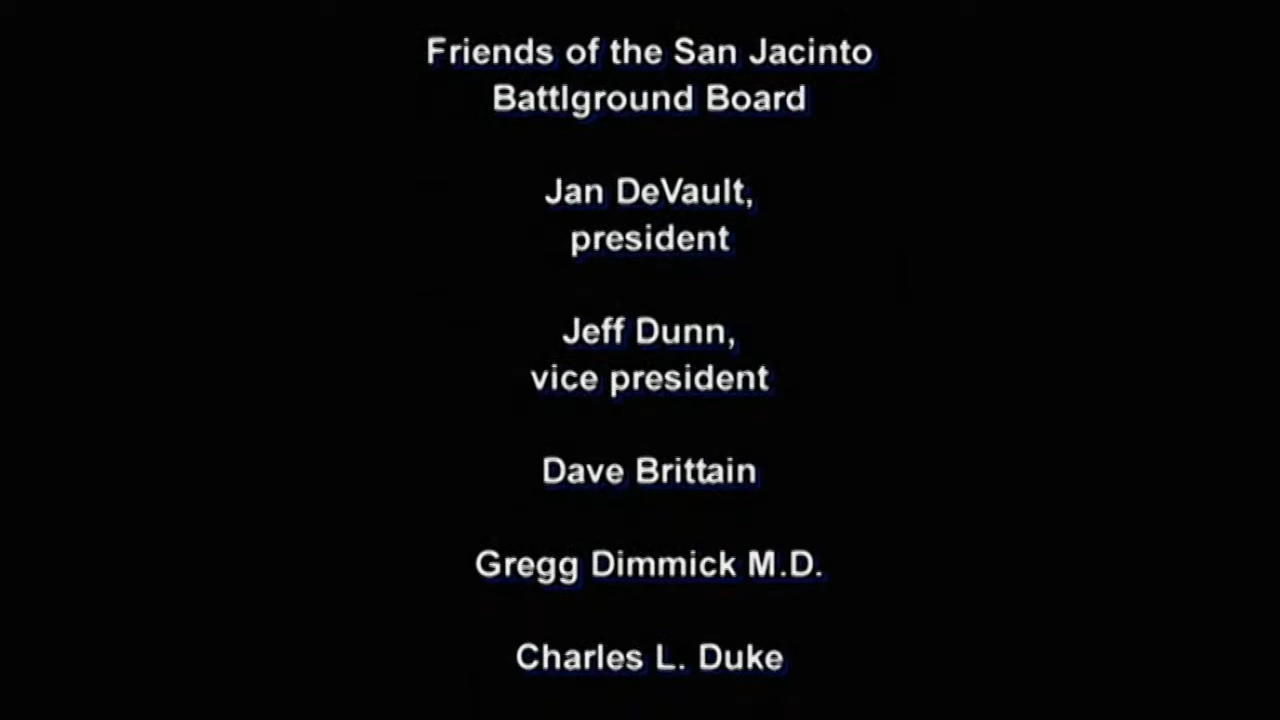 Friends of the San Jacinto
Battlground Board
Jan DeVault,
president
Jeff Dunn,
vice president
Dave Brittain
Gregg Dimmick M.D.
Charles L. Duke